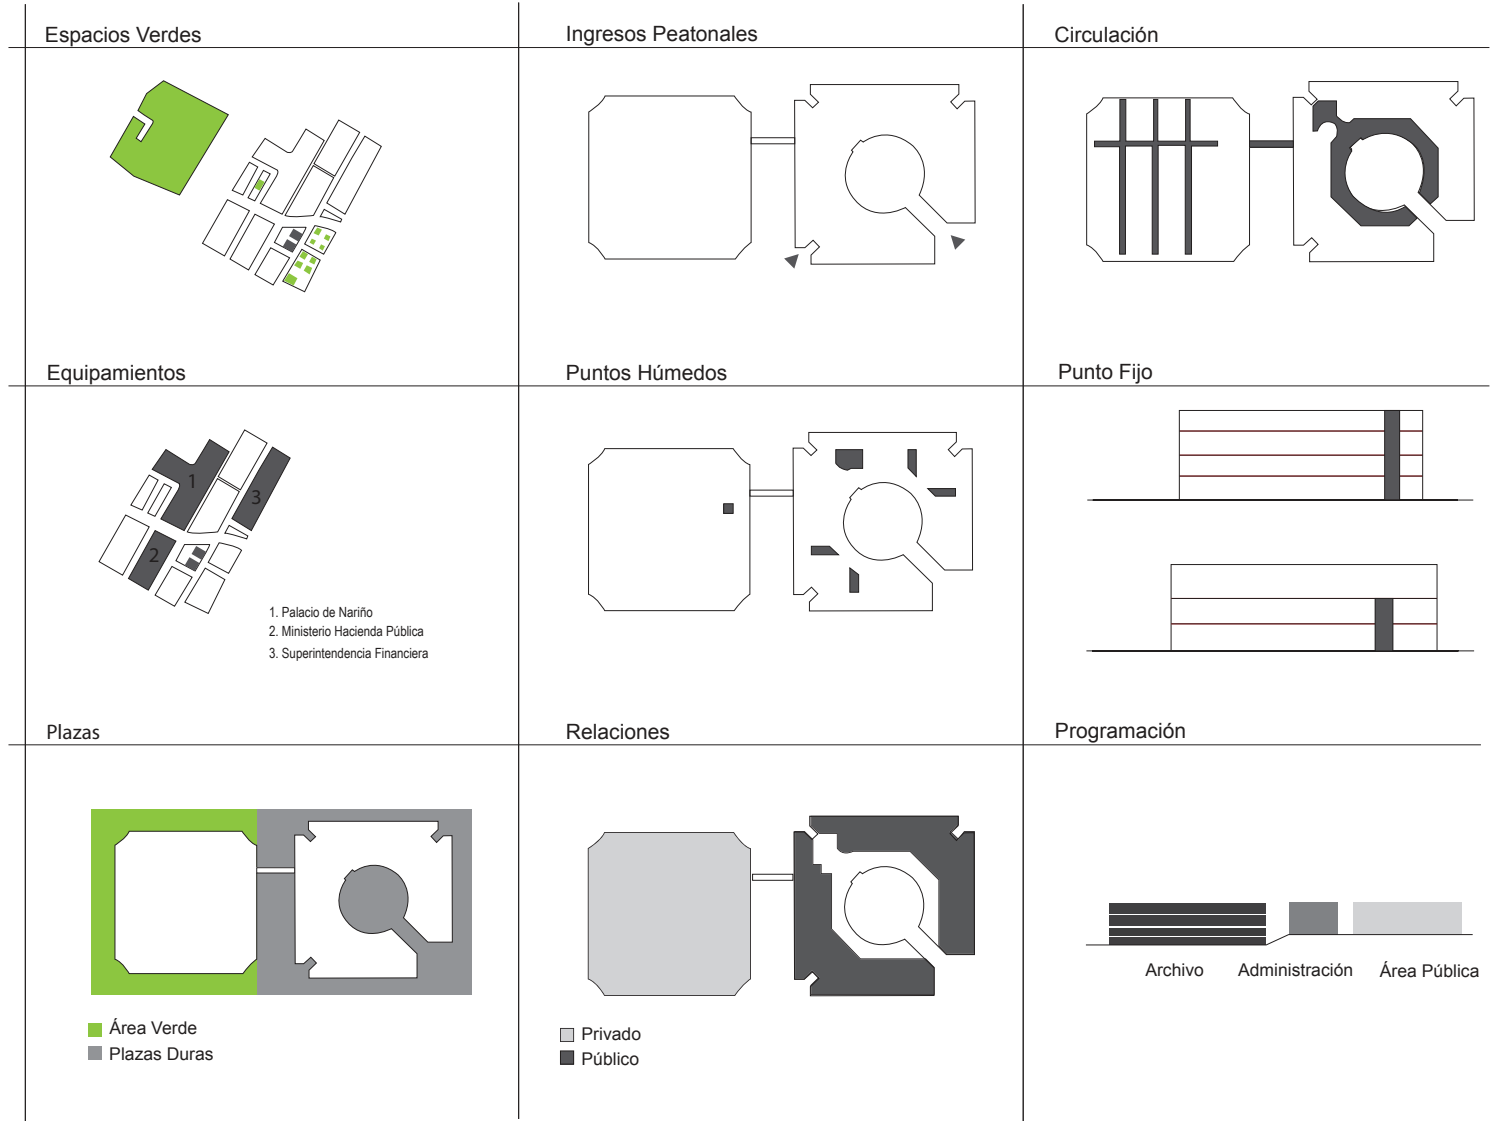 Espacios Verdes
Ingresos Peatonales
Circulación
Equipamientos
1
2
3
1. Palacio de Nariño
2. Ministerio Hacienda Pública
3. Superintendencia Financiera
Puntos Húmedos
Punto Fijo
Plazas
Área Verde
Plazas Duras
Relaciones
Privado
Público
Programación
Archivo
Administración
Área Pública